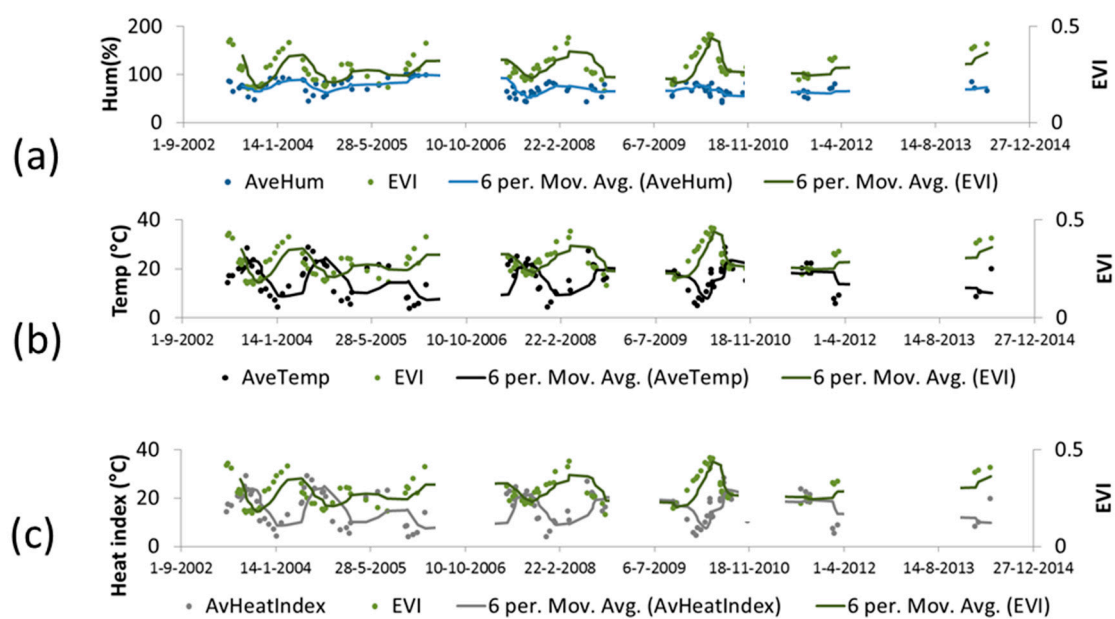 200
0.5
100
0
0
Hum(%)
EVI
1-9-2002 14-1-2004 28-5-2005 10-10-2006 22-2-2008 6-7-2009 18-11-2010 1-4-2012 14-8-2013 27-12-2014
(a)
AveHum EVI 6 per. Mov. Avg. (AveHum) 6 per. Mov. Avg. (EVI)
40
0.5
20
0
0
Temp (°C)
EVI
1-9-2002 14-1-2004 28-5-2005 10-10-2006 22-2-2008 6-7-2009 18-11-2010 1-4-2012 14-8-2013 27-12-2014
(b)
AveTemp EVI 6 per. Mov. Avg. (AveTemp) 6 per. Mov. Avg. (EVI)
40
0.5
20
0
0
Heat index (°C)
EVI
1-9-2002 14-1-2004 28-5-2005 10-10-2006 22-2-2008 6-7-2009 18-11-2010 1-4-2012 14-8-2013 27-12-2014
(c)
AvHeatIndex EVI 6 per. Mov. Avg. (AvHeatIndex) 6 per. Mov. Avg. (EVI)